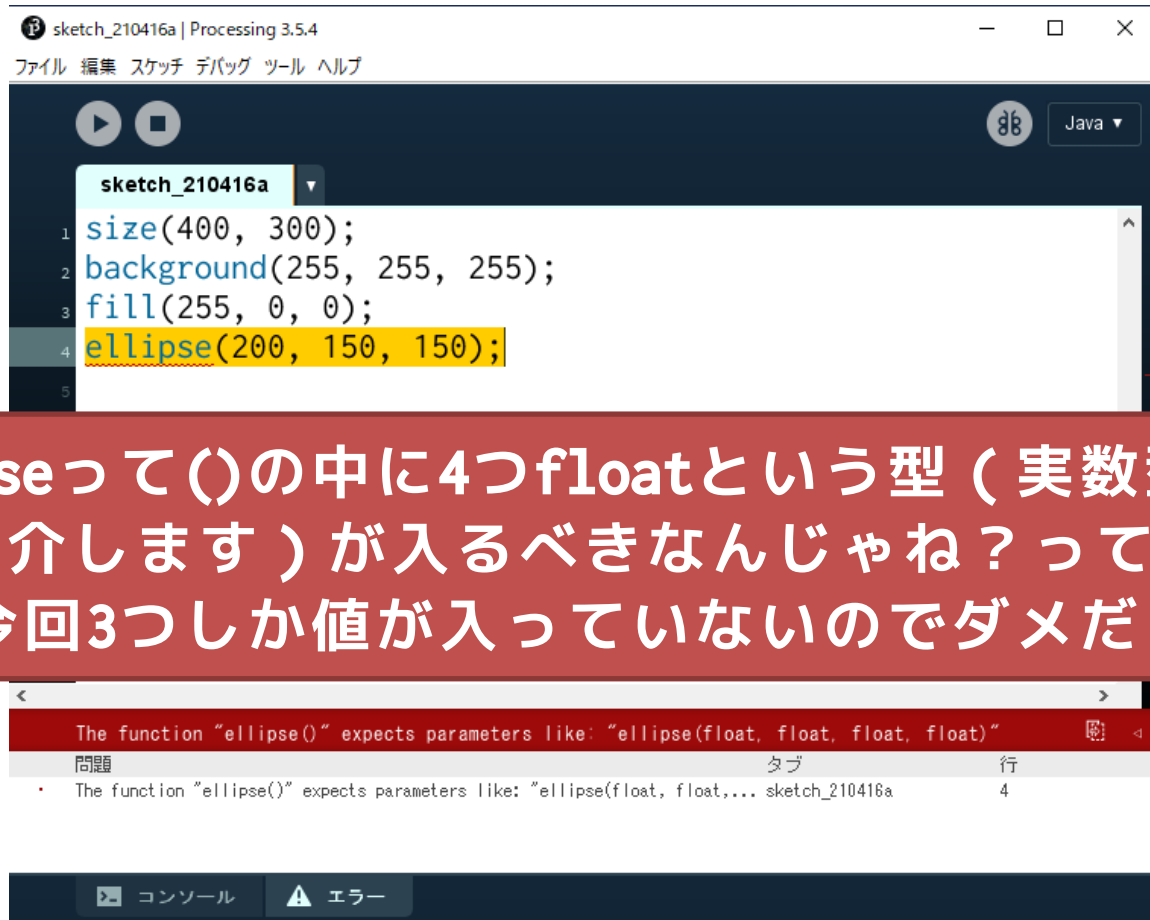 sketch_210416a | Processing 3.5.4
ファイル 編集 スケッチ デバッグ ツール ヘルプ
Java ▼
sketch_210416a ▼
1 size(400, 300);
2 background(255, 255, 255);
3 fill(255, 0, 0);
4 ellipse(200, 150, 150);
5
seって()の中に4つfloatという型(実数
介します)が入るべきなんじゃね？って
今回3つしか値が入っていないのでダメだ
The function "ellipse()" expects parameters like: "ellipse(float, float, float, float)"
問題 タブ 行
The function "ellipse()" expects parameters like: "ellipse(float, float,... sketch_210416a 4
コンソール エラー